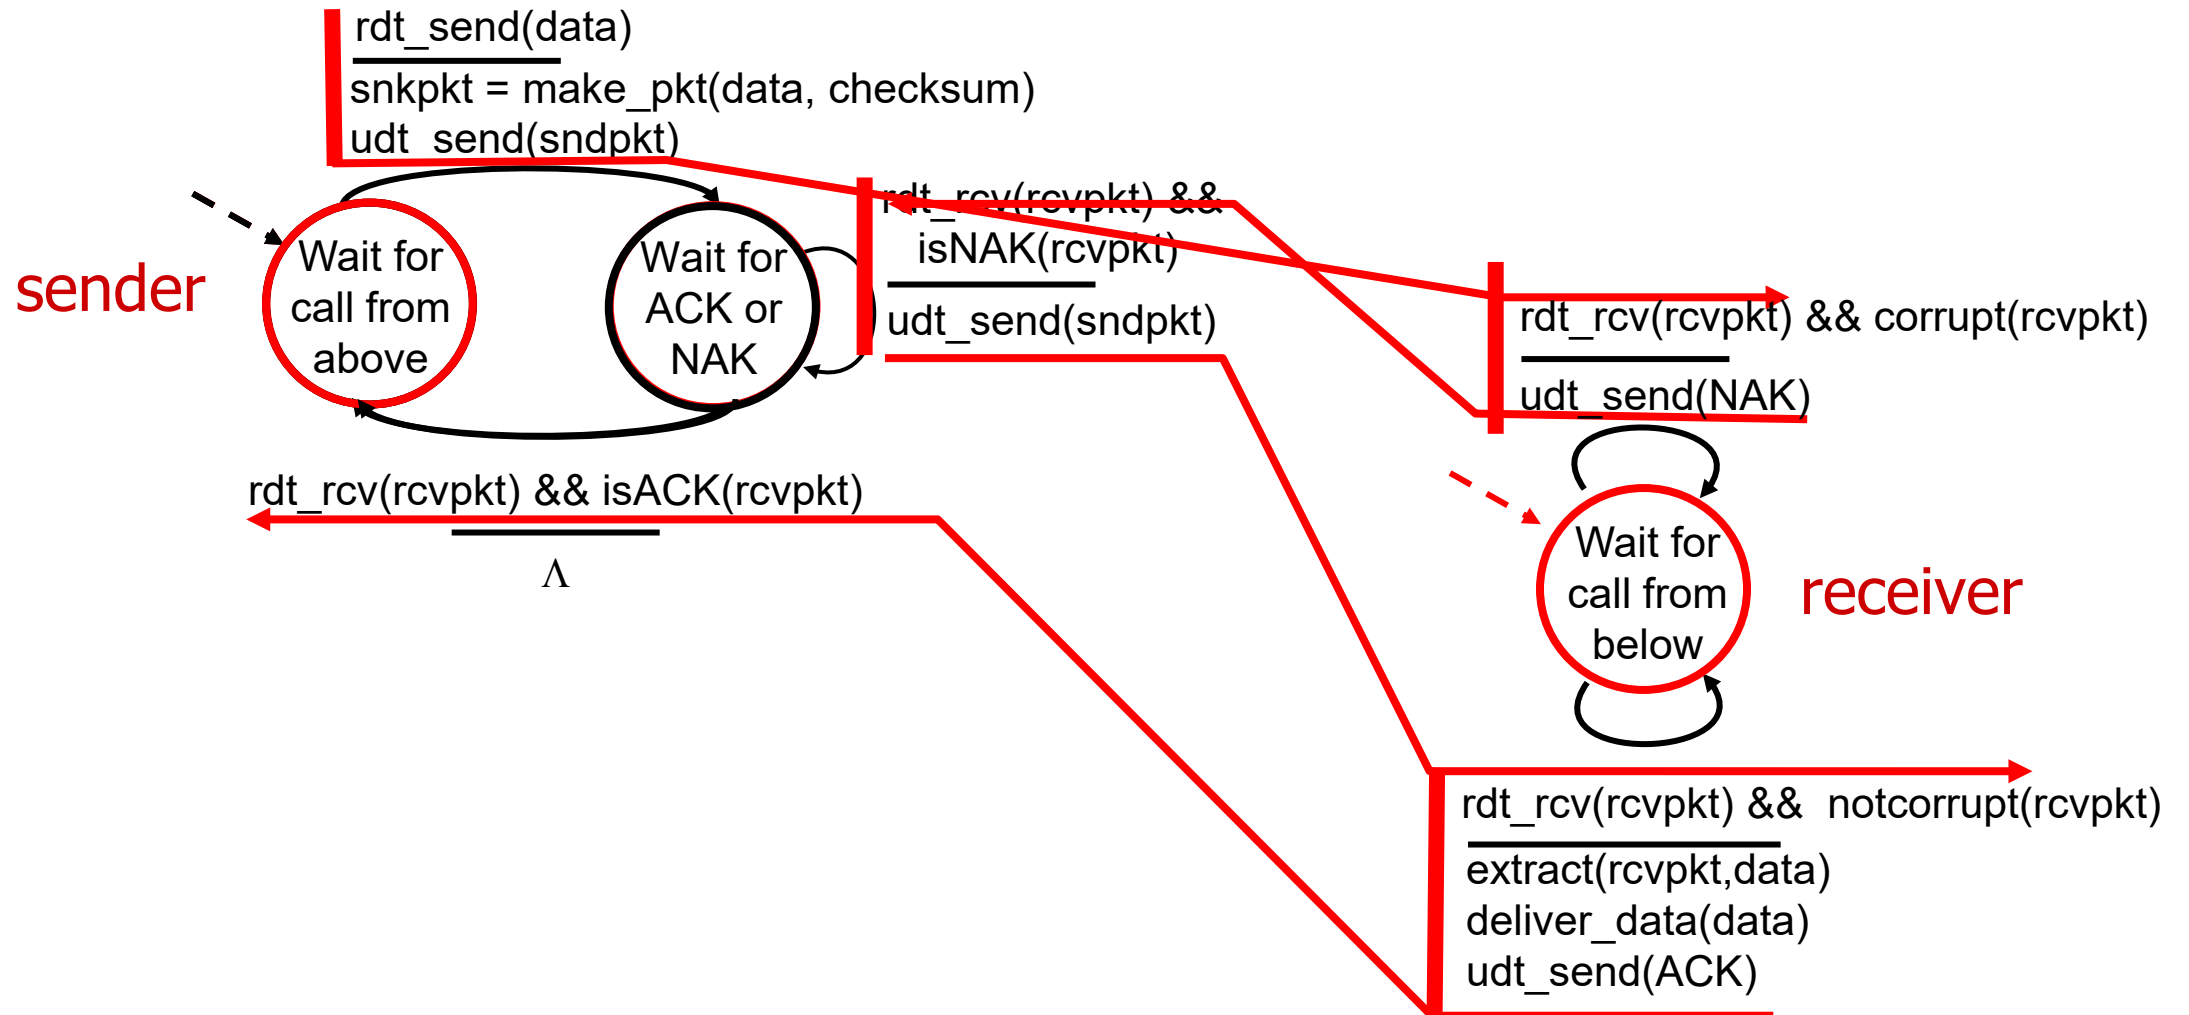 rdt_send(data)
snkpkt = make_pkt(data, checksum)
udt_send(sndpkt)
sender
Wait for
call from
above
Wait for
ACK or
NAK
rdt_rcv(rcvpkt) &&
isNAK(rcvpkt)
udt_send(sndpkt)
rdt_rcv(rcvpkt) && isACK(rcvpkt)
Λ
rdt_rcv(rcvpkt) && corrupt(rcvpkt)
udt_send(NAK)
Wait for
call from
below
receiver
rdt_rcv(rcvpkt) && notcorrupt(rcvpkt)
extract(rcvpkt,data)
deliver_data(data)
udt_send(ACK)